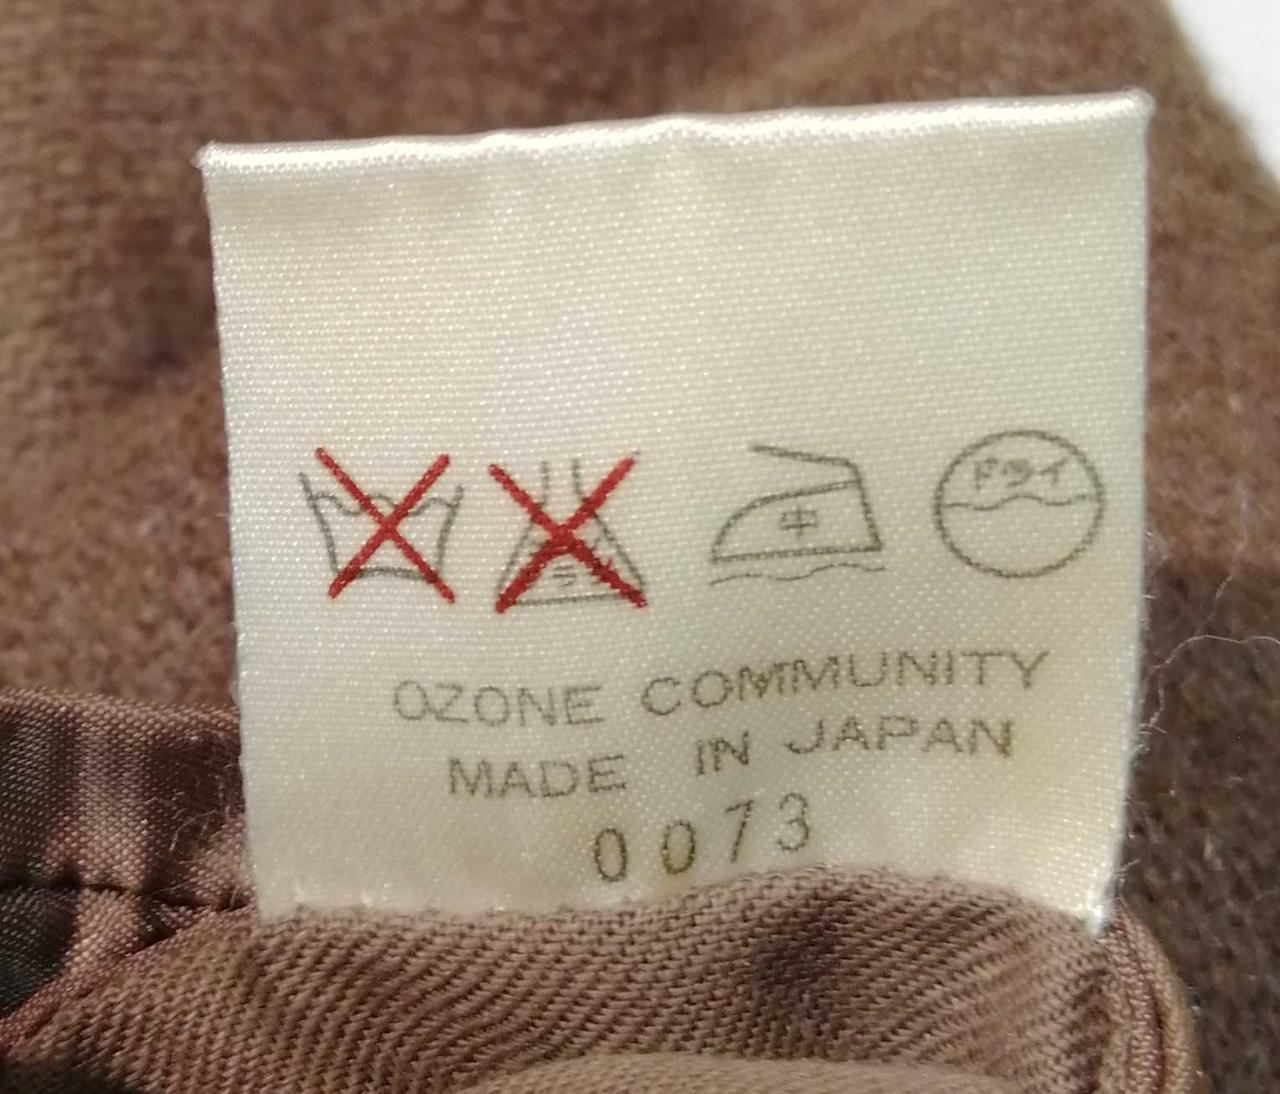 中 ドライ
OZONE COMMUNITY
MADE IN JAPAN
0073